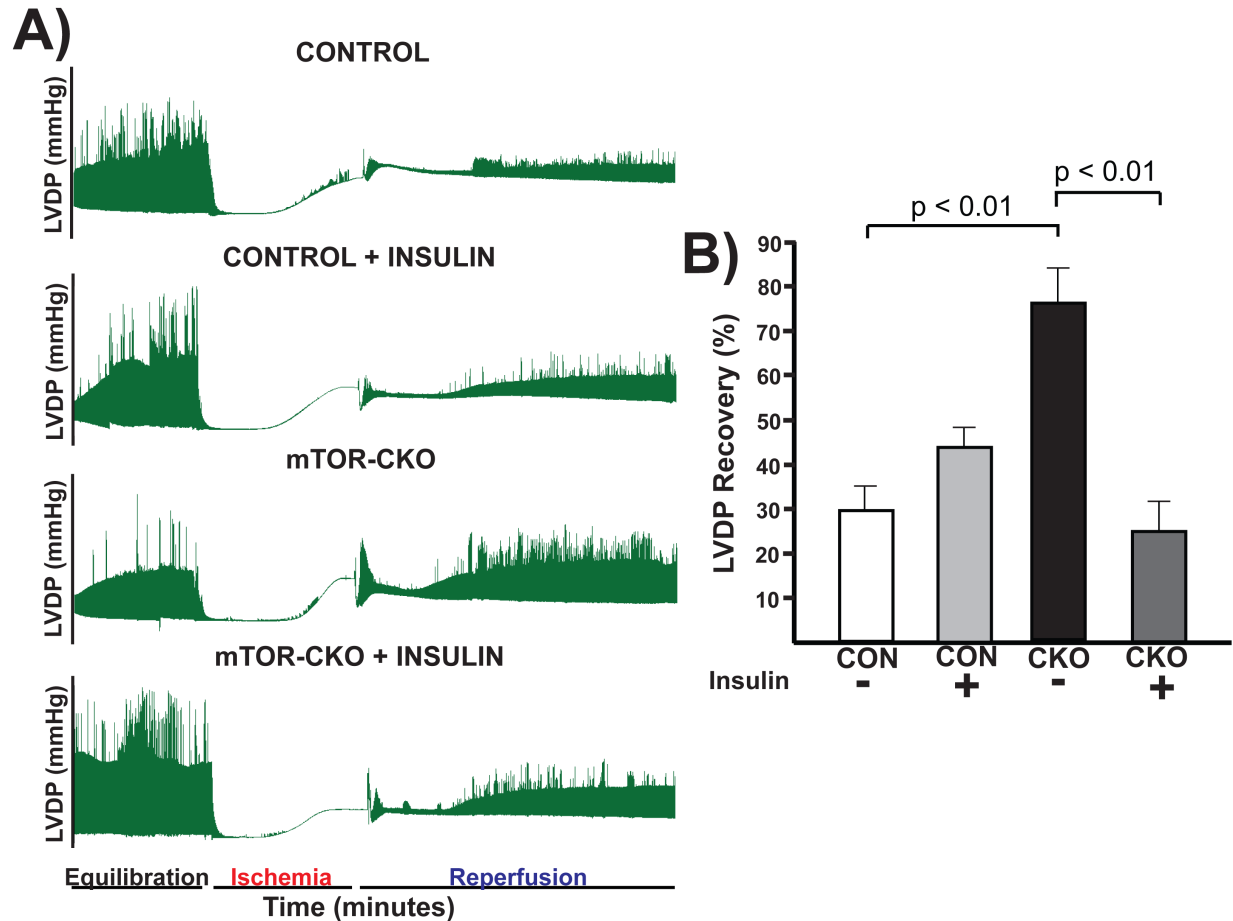 A)
CONTROL
LVDP (mmHg)
CONTROL + INSULIN
LVDP (mmHg)
mTOR-CKO
LVDP (mmHg)
mTOR-CKO + INSULIN
LVDP (mmHg)
Equilibration Ischemia Reperfusion
Time (minutes)
B)
p < 0.01
p < 0.01
LVDP Recovery (%)
90
80
70
60
50
40
30
20
10
CON CON CKO CKO
Insulin - + - +